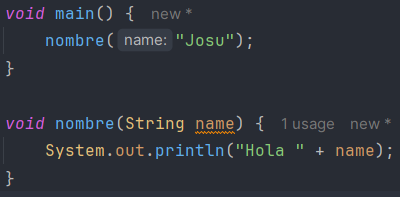 void main() { new *
nombre( name: "Josu");
}
void nombre(String name) { 1 usage new *
System.out.println("Hola " + name);
}